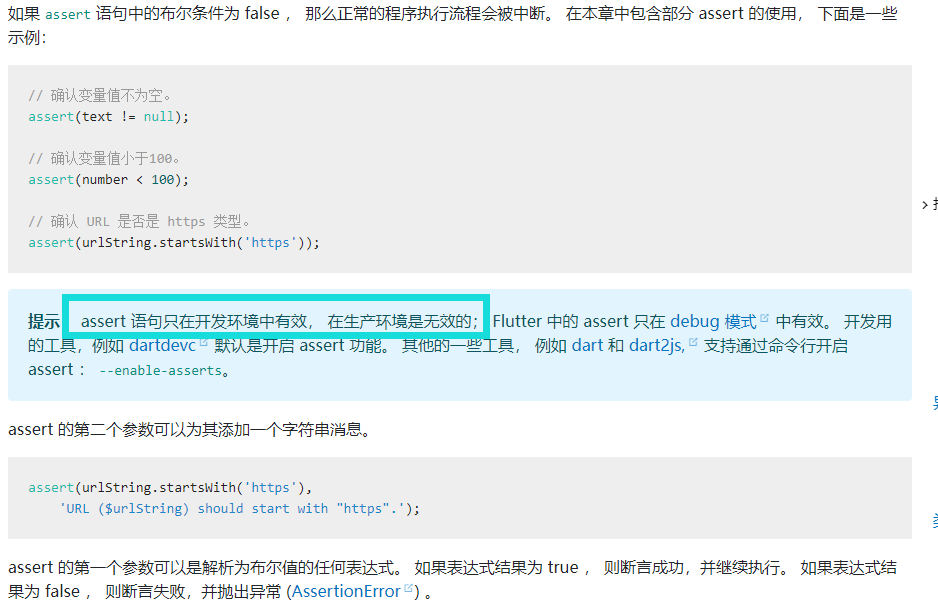 如果 assert 语句中的布尔条件为 false ， 那么正常的程序执行流程会被中断。 在本章中包含部分 assert 的使用， 下面是一些
示例：
// 确认变量值不为空。
assert(text != null);
// 确认变量值小于100。
assert(number < 100);
// 确认 URL 是否是 https 类型。
assert(urlString.startsWith('https'));
提示 assert 语句只在开发环境中有效， 在生产环境是无效的； Flutter 中的 assert 只在 debug 模式 中有效。 开发用
的工具，例如 dartdevc 默认是开启 assert 功能。 其他的一些工具， 例如 dart 和 dart2js, 支持通过命令行开启
assert ： --enable-asserts。
assert 的第二个参数可以为其添加一个字符串消息。
assert(urlString.startsWith('https'),
'URL ($urlString) should start with "https".');
assert 的第一个参数可以是解析为布尔值的任何表达式。 如果表达式结果为 true ， 则断言成功，并继续执行。 如果表达式结
果为 false ， 则断言失败，并抛出异常 (AssertionError) 。